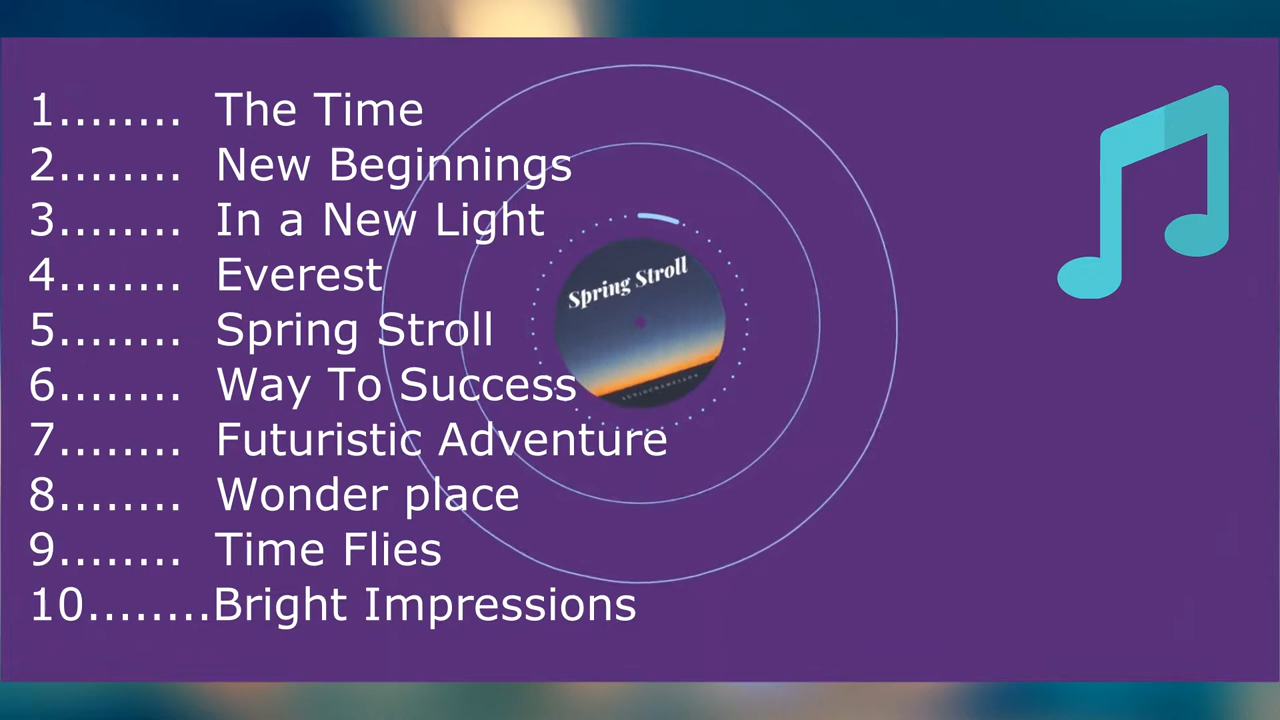 1........ The Time
2........ New Beginnings
3........ In a New Light
4........ Everest
5........ Spring Stroll
6........ Way To Success
7........ Futuristic Adventure
8........ Wonder place
9........ Time Flies
10........Bright Impressions
Spring Stroll